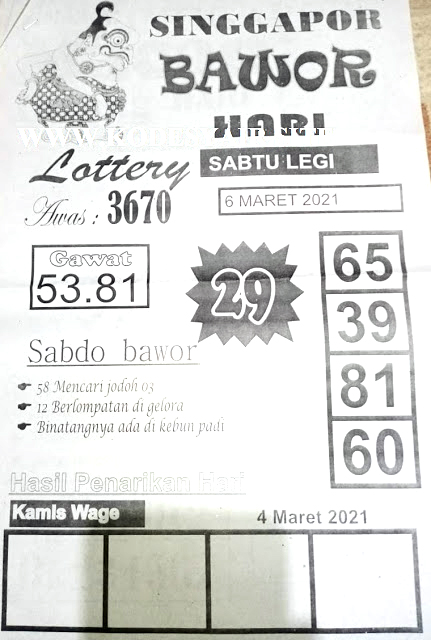 SINGGAPOR
BAWOR
HARI
Lottery
SABTU LEGI
Awas : 3670
6 MARET 2021
Gawat
53.81
29
65
39
81
60
Sabdo bawor
58 Mencari jodoh 03
12 Berlompatan di gelora
Binatangnya ada di kebun padi
Hasil Penarikan Hari
Kamis Wage
4 Maret 2021